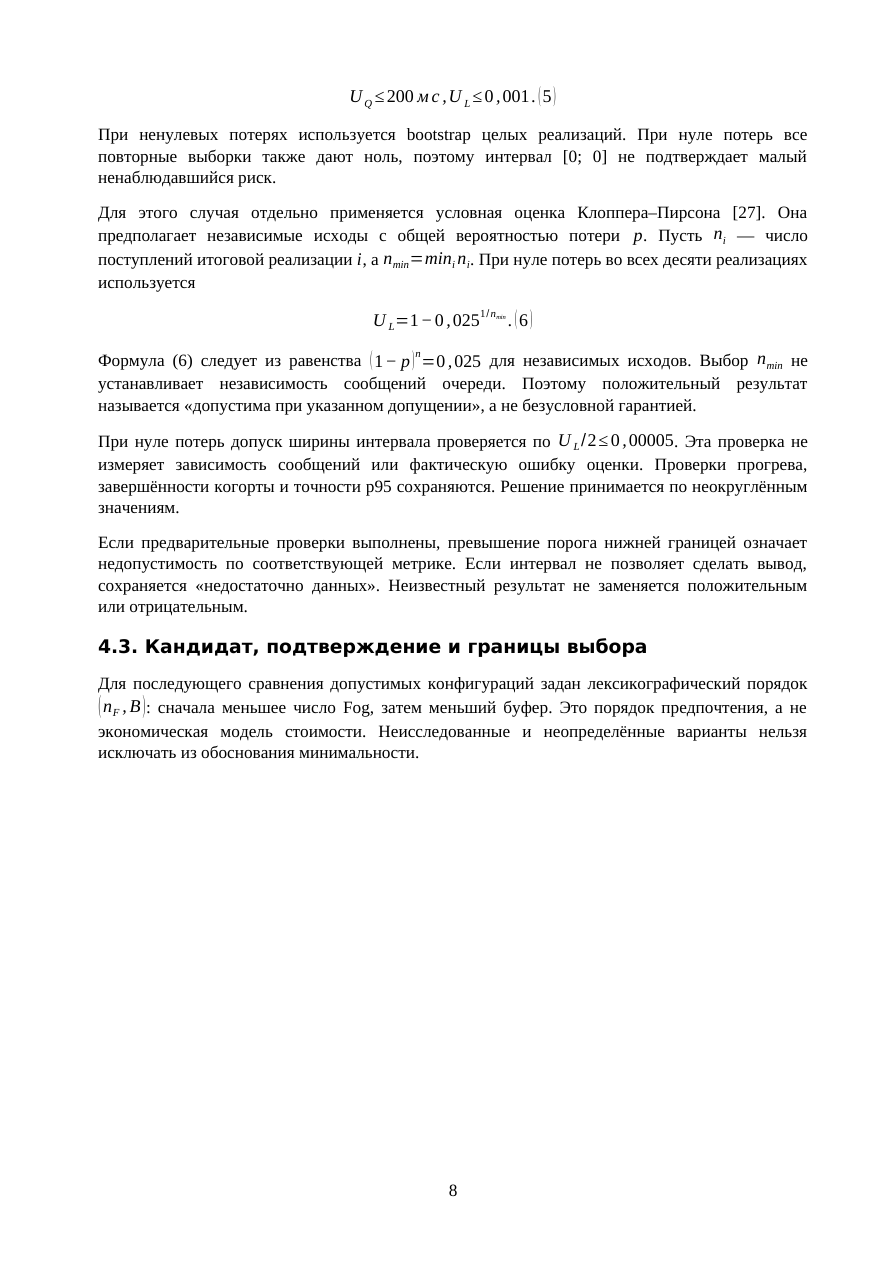 U_Q ≤ 200 мс, U_L ≤ 0,001. (5)
При ненулевых потерях используется bootstrap целых реализаций. При нуле потерь все
повторные выборки также дают ноль, поэтому интервал [0; 0] не подтверждает малый
ненаблюдавшийся риск.
Для этого случая отдельно применяется условная оценка Клоппера–Пирсона [27]. Она
предполагает независимые исходы с общей вероятностью потери p. Пусть n_i — число
поступлений итоговой реализации i, а n_min=min_i n_i. При нуле потерь во всех десяти реализациях
используется
U_L=1−0,025^{1/n_min}. (6)
Формула (6) следует из равенства (1−p)^n=0,025 для независимых исходов. Выбор n_min не
устанавливает независимость сообщений очереди. Поэтому положительный результат
называется «допустима при указанном допущении», а не безусловной гарантией.
При нуле потерь допуск ширины интервала проверяется по U_L/2≤0,00005. Эта проверка не
измеряет зависимость сообщений или фактическую ошибку оценки. Проверки прогрева,
завершённости когорты и точности p95 сохраняются. Решение принимается по неокруглённым
значениям.
Если предварительные проверки выполнены, превышение порога нижней границей означает
недопустимость по соответствующей метрике. Если интервал не позволяет сделать вывод,
сохраняется «недостаточно данных». Неизвестный результат не заменяется положительным
или отрицательным.
4.3. Кандидат, подтверждение и границы выбора
Для последующего сравнения допустимых конфигураций задан лексикографический порядок
(n_F, B): сначала меньшее число Fog, затем меньший буфер. Это порядок предпочтения, а не
экономическая модель стоимости. Неисследованные и неопределённые варианты нельзя
исключать из обоснования минимальности.
8